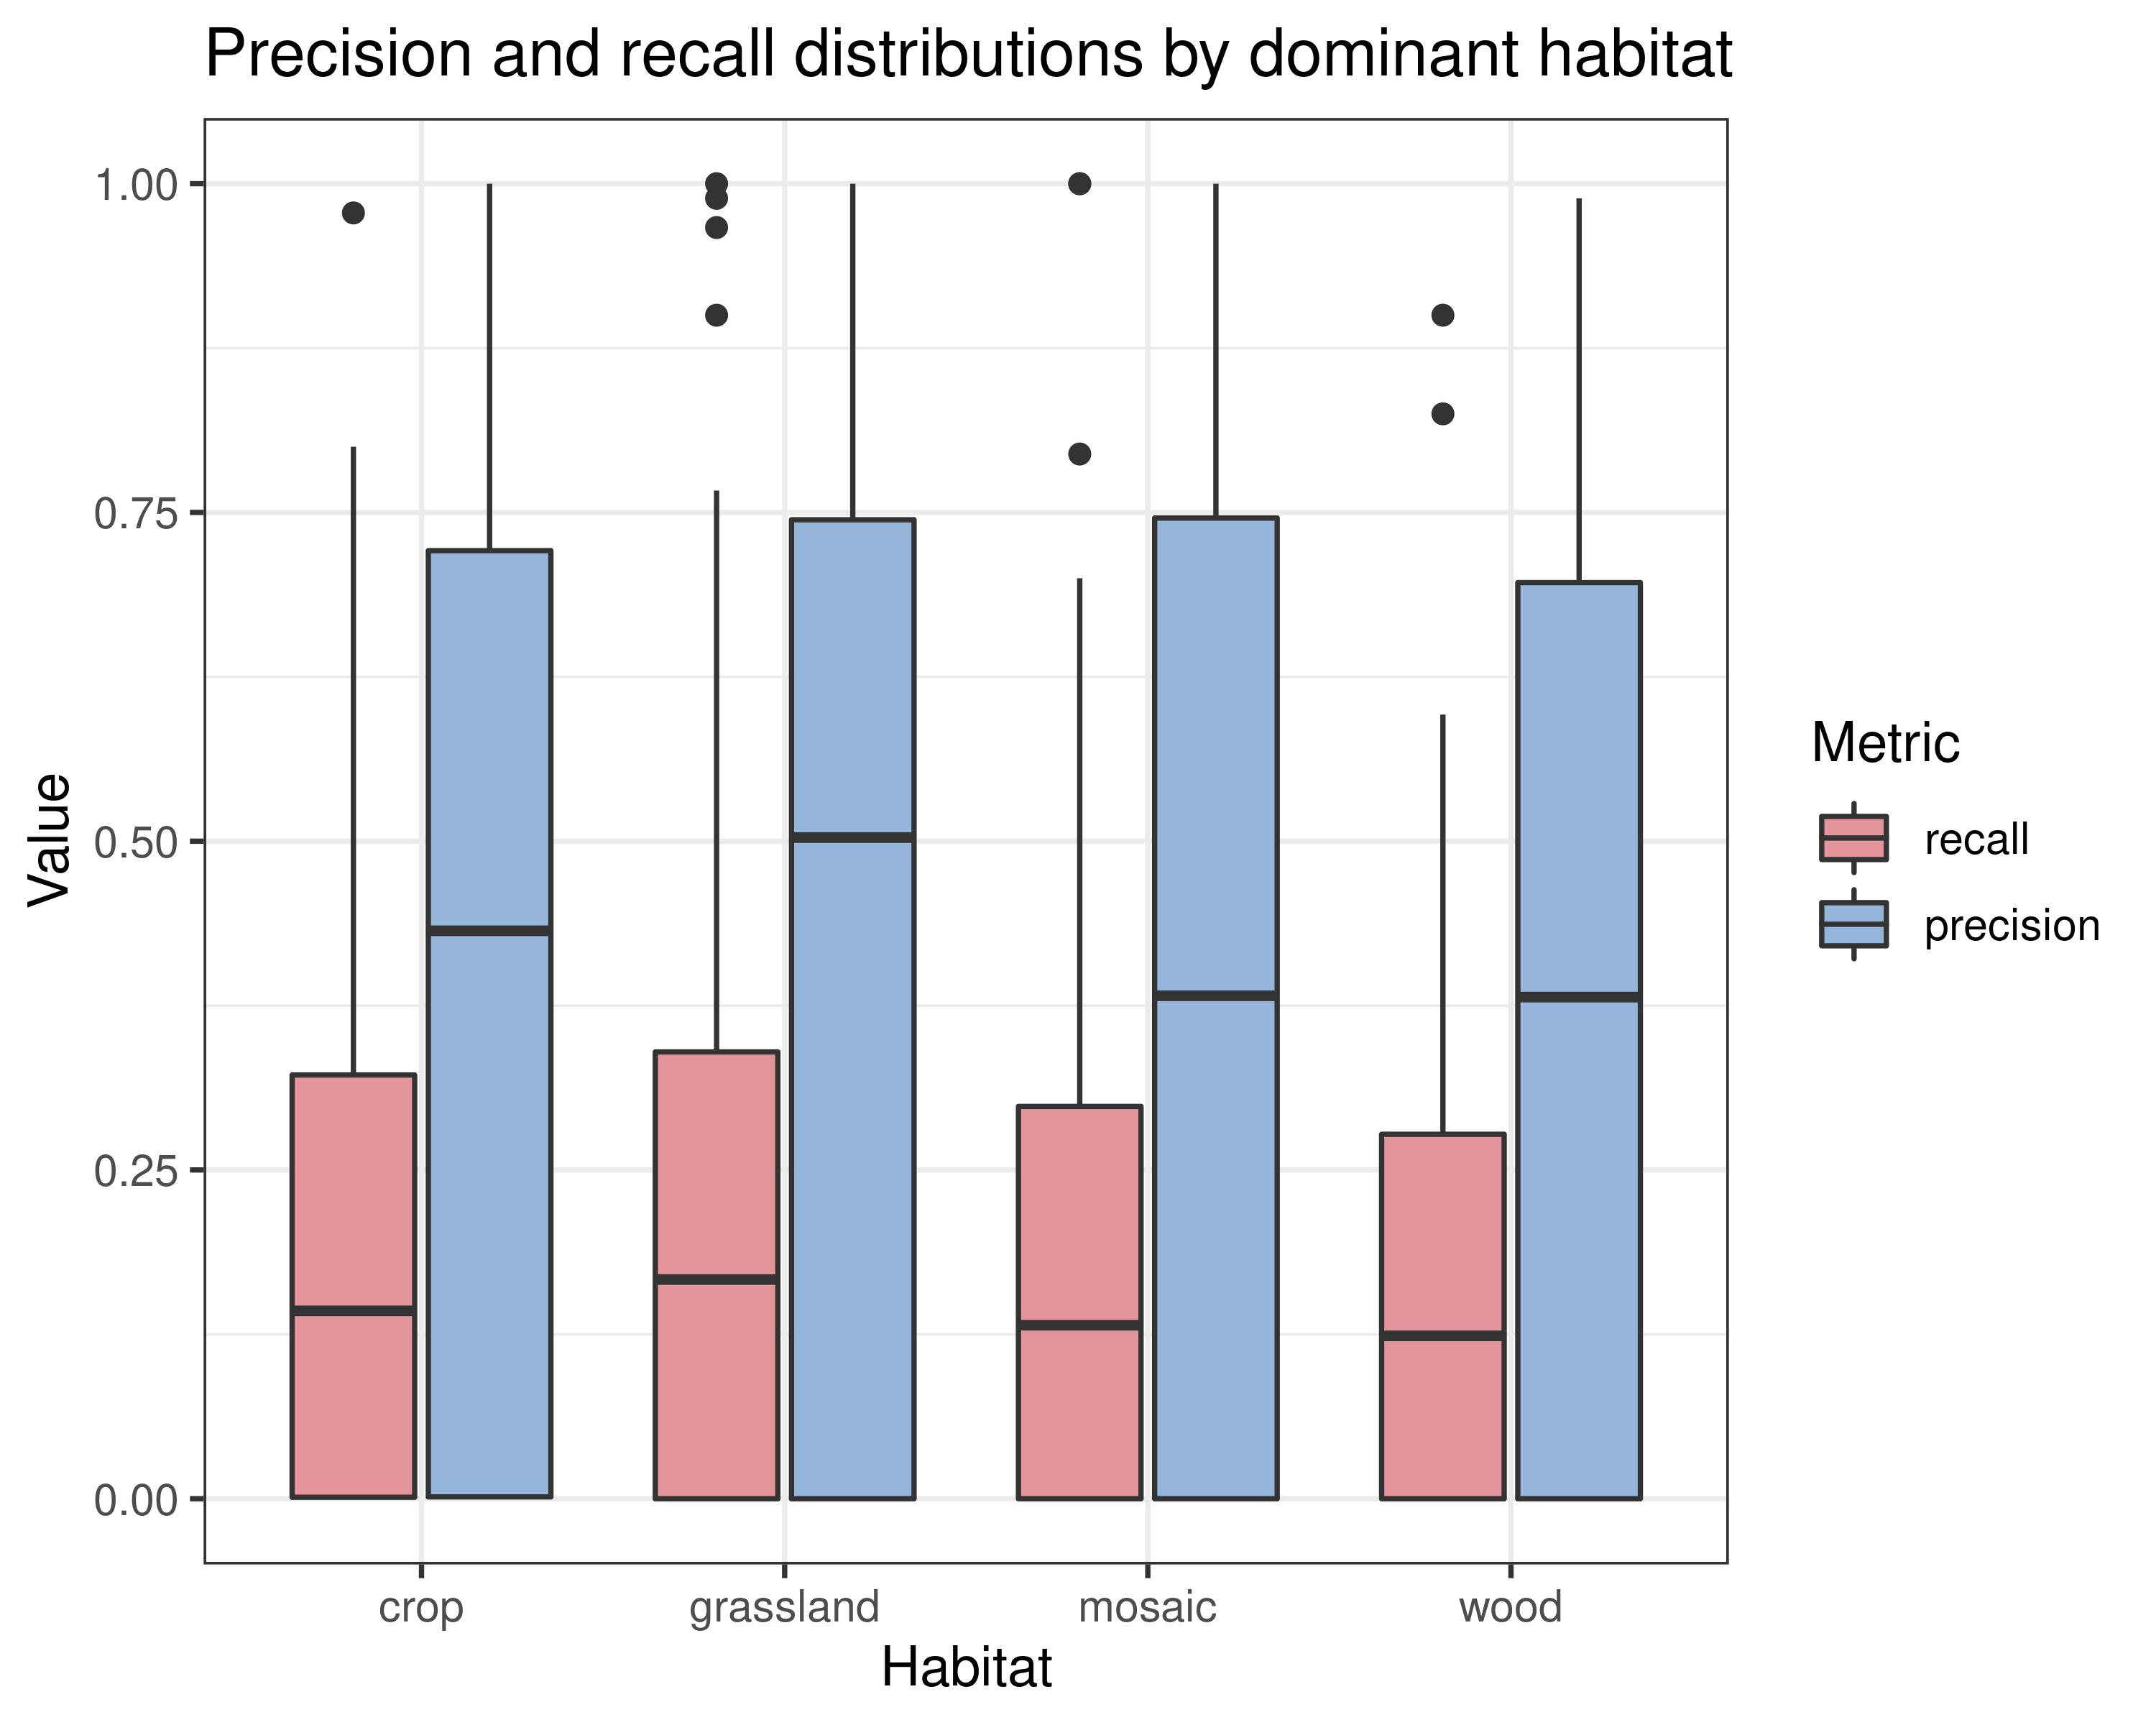 Precision and recall distributions by dominant habitat
1.00
0.75
0.50
0.25
0.00
Value
crop grassland mosaic wood
Habitat
Metric
recall
precision